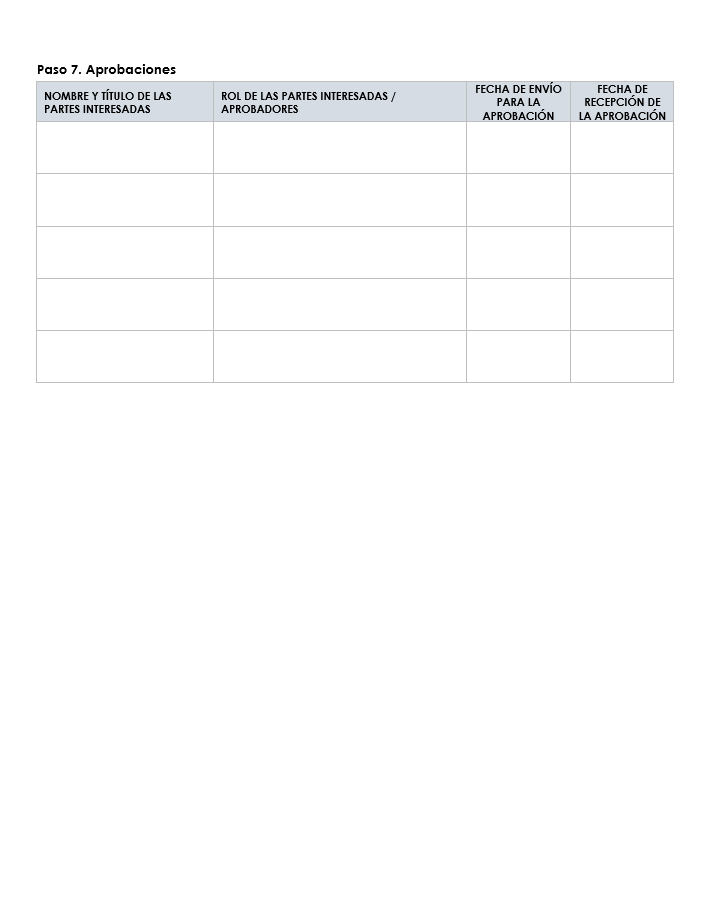 Paso 7. Aprobaciones
NOMBRE Y TÍTULO DE LAS
PARTES INTERESADAS
ROL DE LAS PARTES INTERESADAS /
APROBADORES
FECHA DE ENVÍO
PARA LA
APROBACIÓN
FECHA DE
RECEPCIÓN DE
LA APROBACIÓN